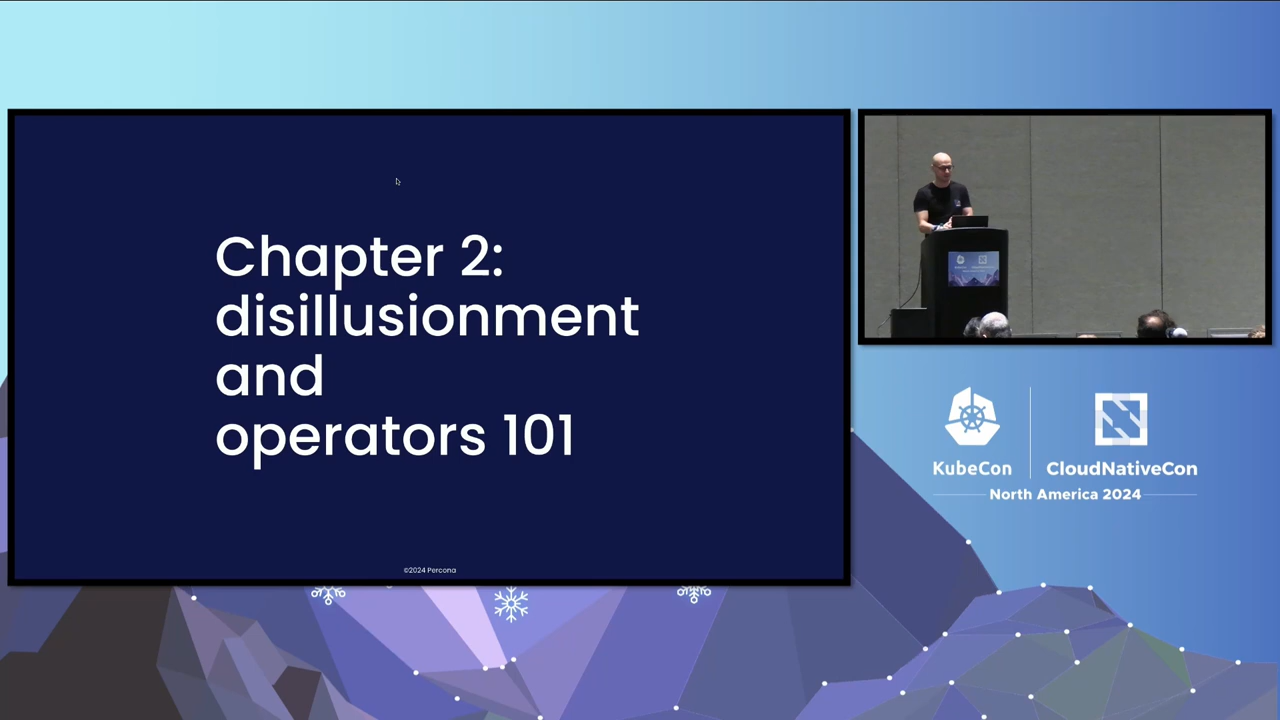 Chapter 2:
disillusionment
and
operators 101
©2024 Percona
KubeCon
CloudNativeCon
North America 2024